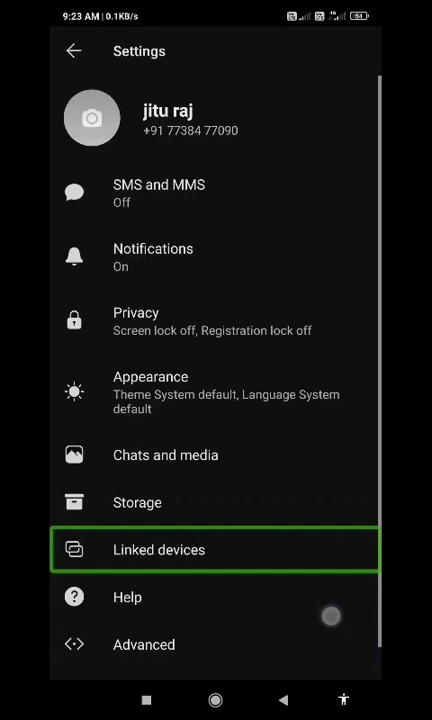 9:23 AM | 0.1KB/s
Settings
jitu raj
+91 77384 77090
SMS and MMS
Off
Notifications
On
Privacy
Screen lock off, Registration lock off
Appearance
Theme System default, Language System
default
Chats and media
Storage
Linked devices
Help
Advanced